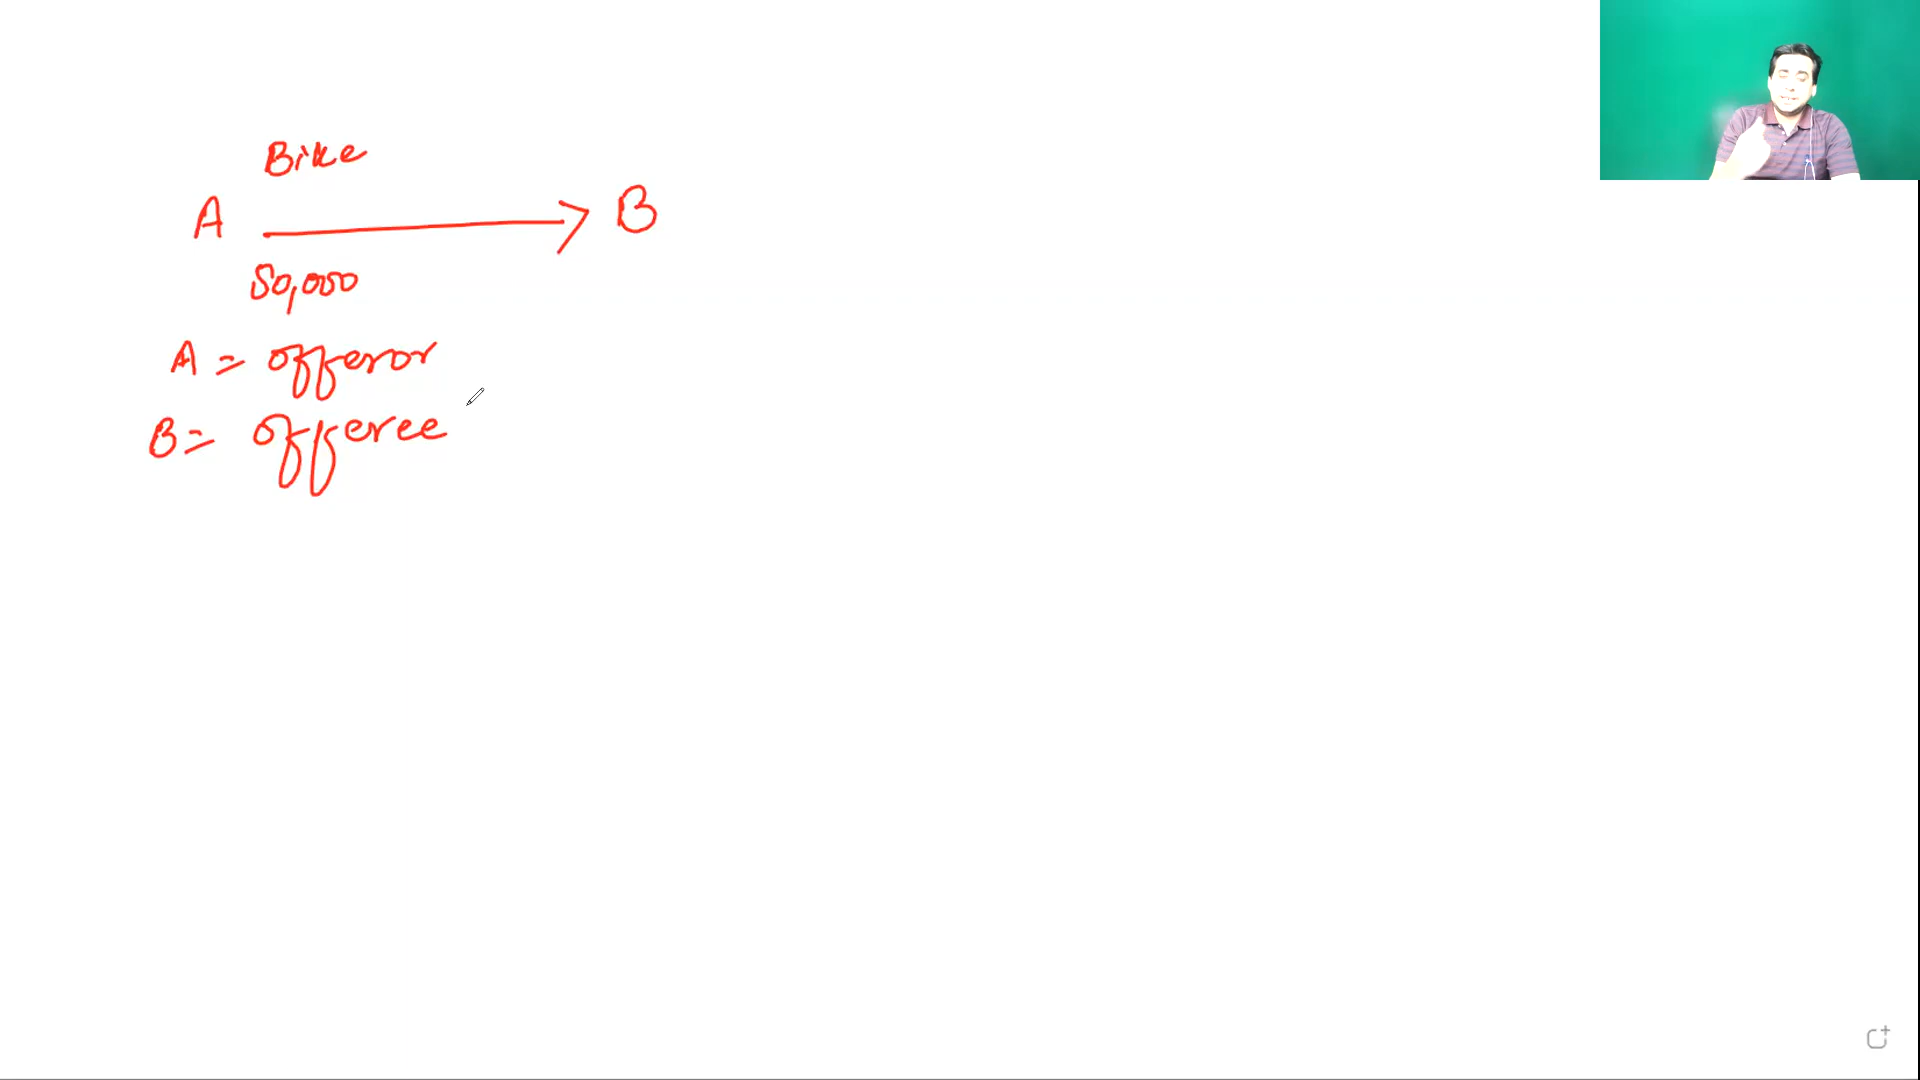 Bike
A B
50,000
A = offeror
B = offeree